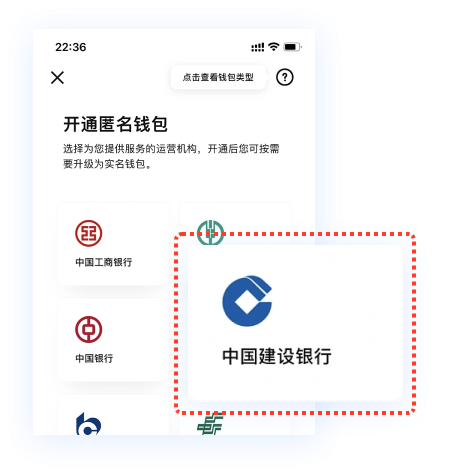 22:36
点击查看钱包类型
?
开通匿名钱包
选择为您提供服务的运营机构，开通后您可按需
要升级为实名钱包。
中国工商银行
中国建设银行
中国银行